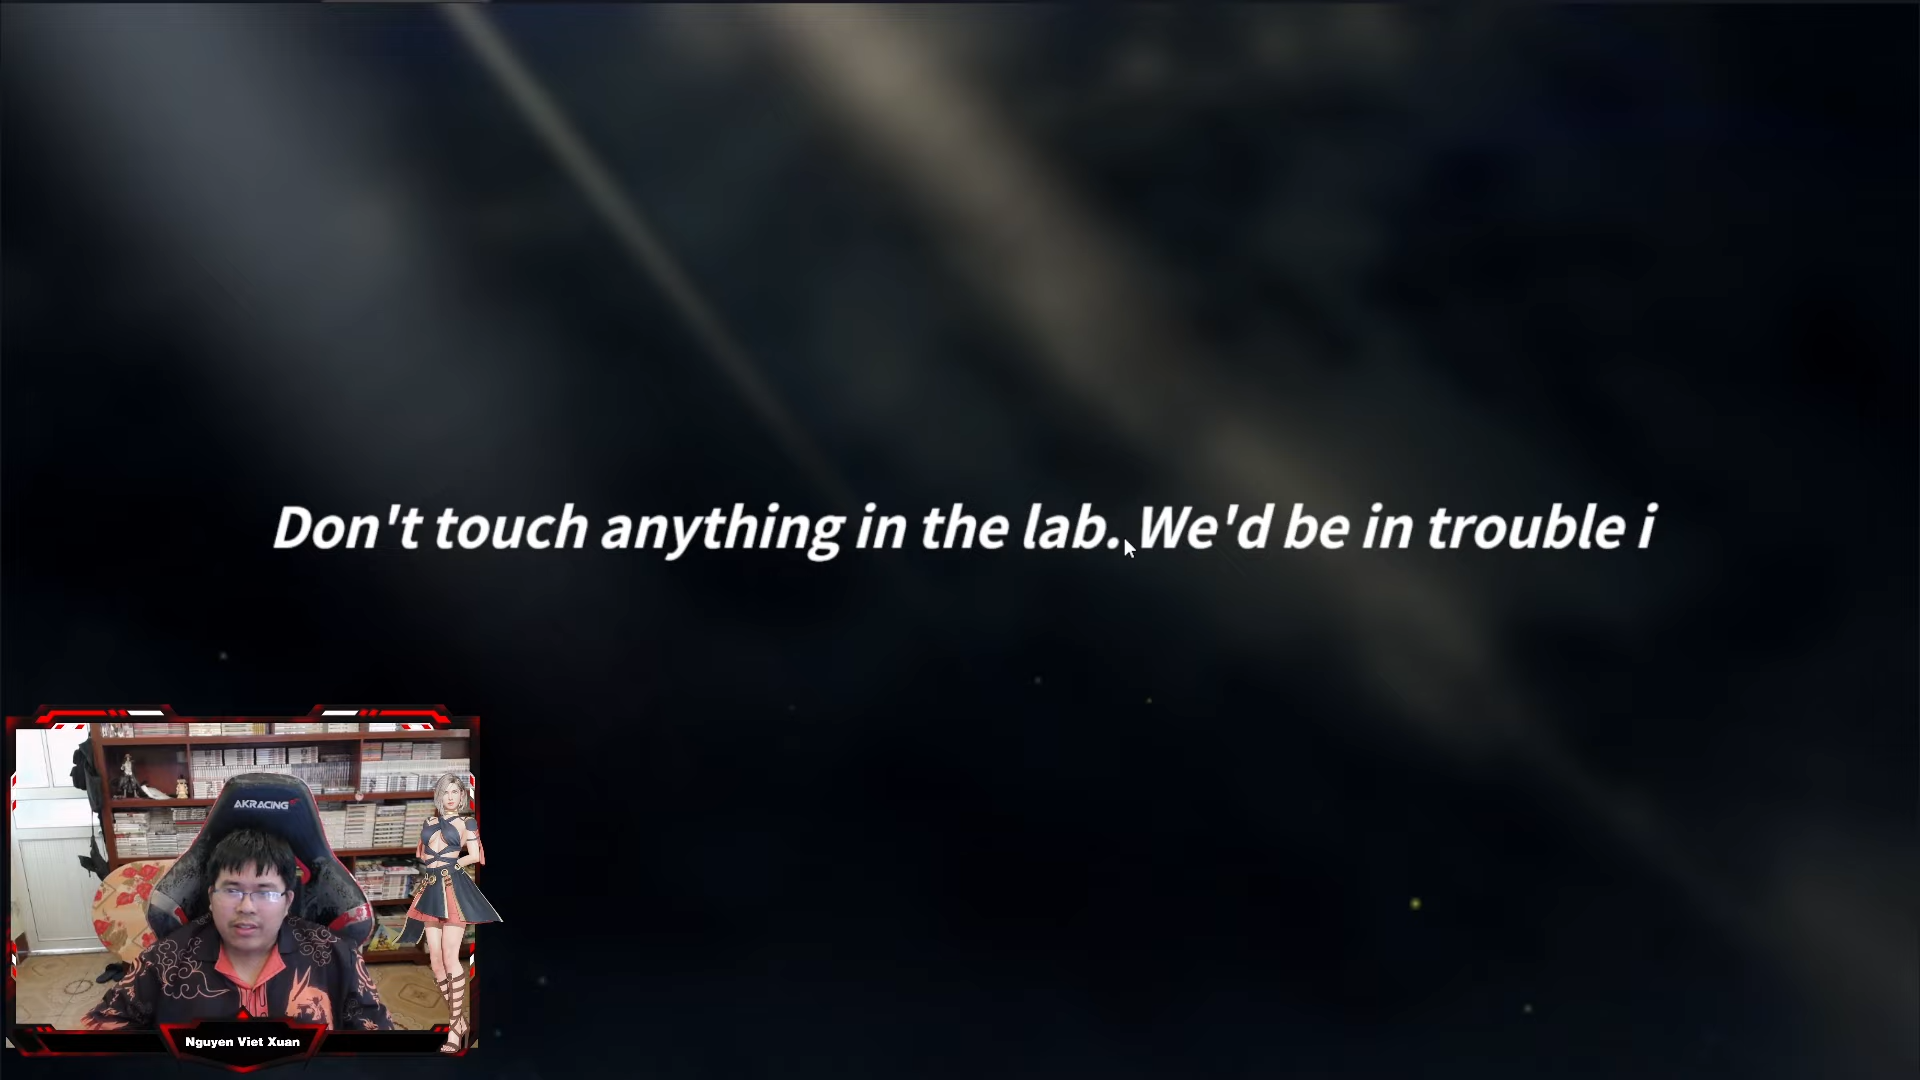 Don't touch anything in the lab. We'd be in trouble i
AKRACING
Nguyen Viet Xuan